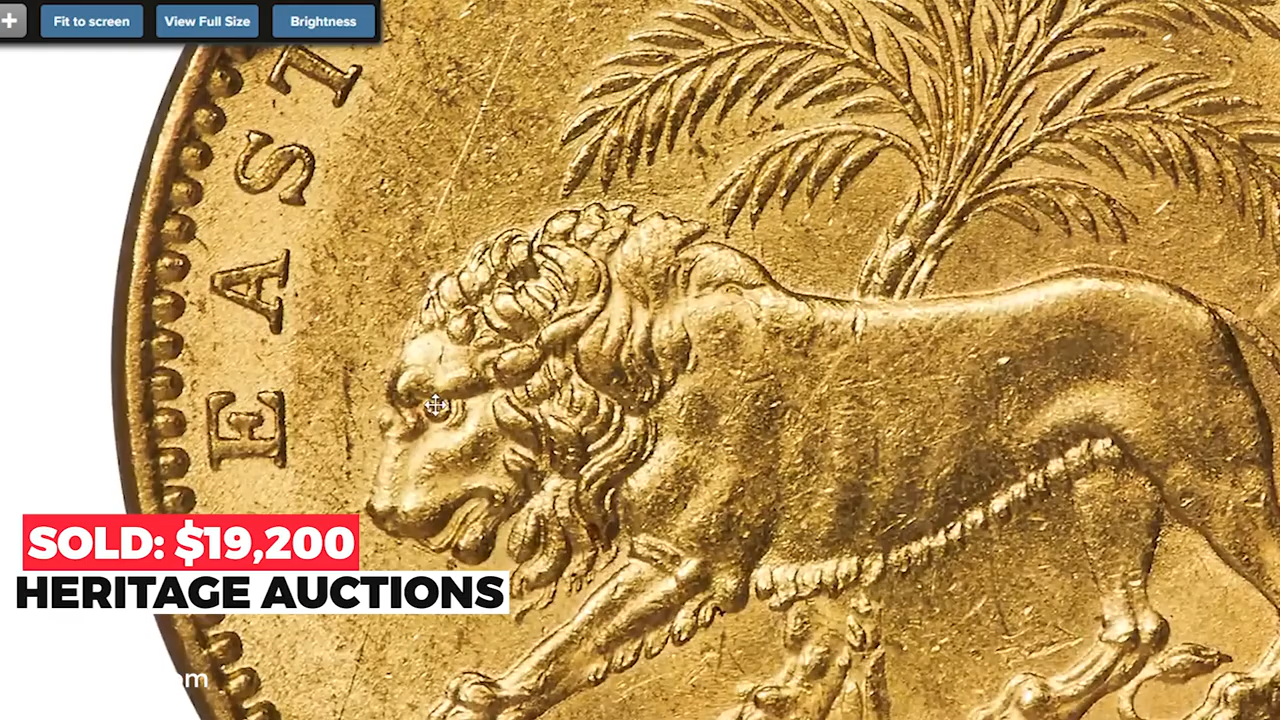 Fit to screen
View Full Size
Brightness
EAST
SOLD: $19,200
HERITAGE AUCTIONS